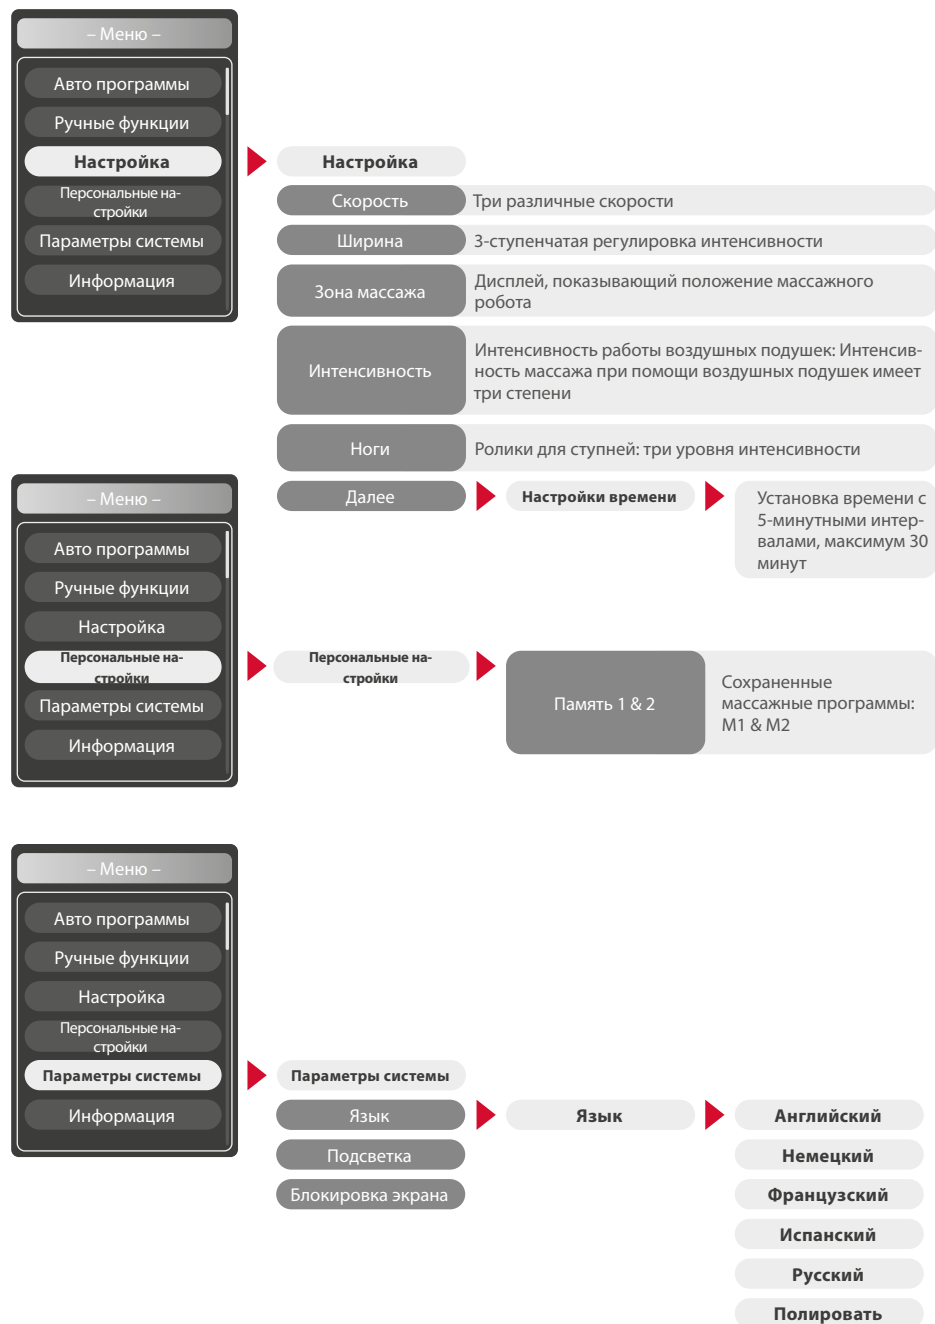 – Меню –
Авто программы
Ручные функции
Настройка
Персональные на-
стройки
Параметры системы
Информация
Настройка
Скорость
Три различные скорости
Ширина
3-ступенчатая регулировка интенсивности
Зона массажа
Дисплей, показывающий положение массажного
робота
Интенсивность
Интенсивность работы воздушных подушек: Интенсив-
ность массажа при помощи воздушных подушек имеет
три степени
Ноги
Ролики для ступней: три уровня интенсивности
Далее
Настройки времени
Установка времени с
5-минутными интер-
валами, максимум 30
минут
– Меню –
Авто программы
Ручные функции
Настройка
Персональные на-
стройки
Параметры системы
Информация
Персональные на-
стройки
Память 1 & 2
Сохраненные
массажные программы:
M1 & M2
– Меню –
Авто программы
Ручные функции
Настройка
Персональные на-
стройки
Параметры системы
Информация
Параметры системы
Язык
Подсветка
Блокировка экрана
Язык
Английский
Немецкий
Французский
Испанский
Русский
Полировать